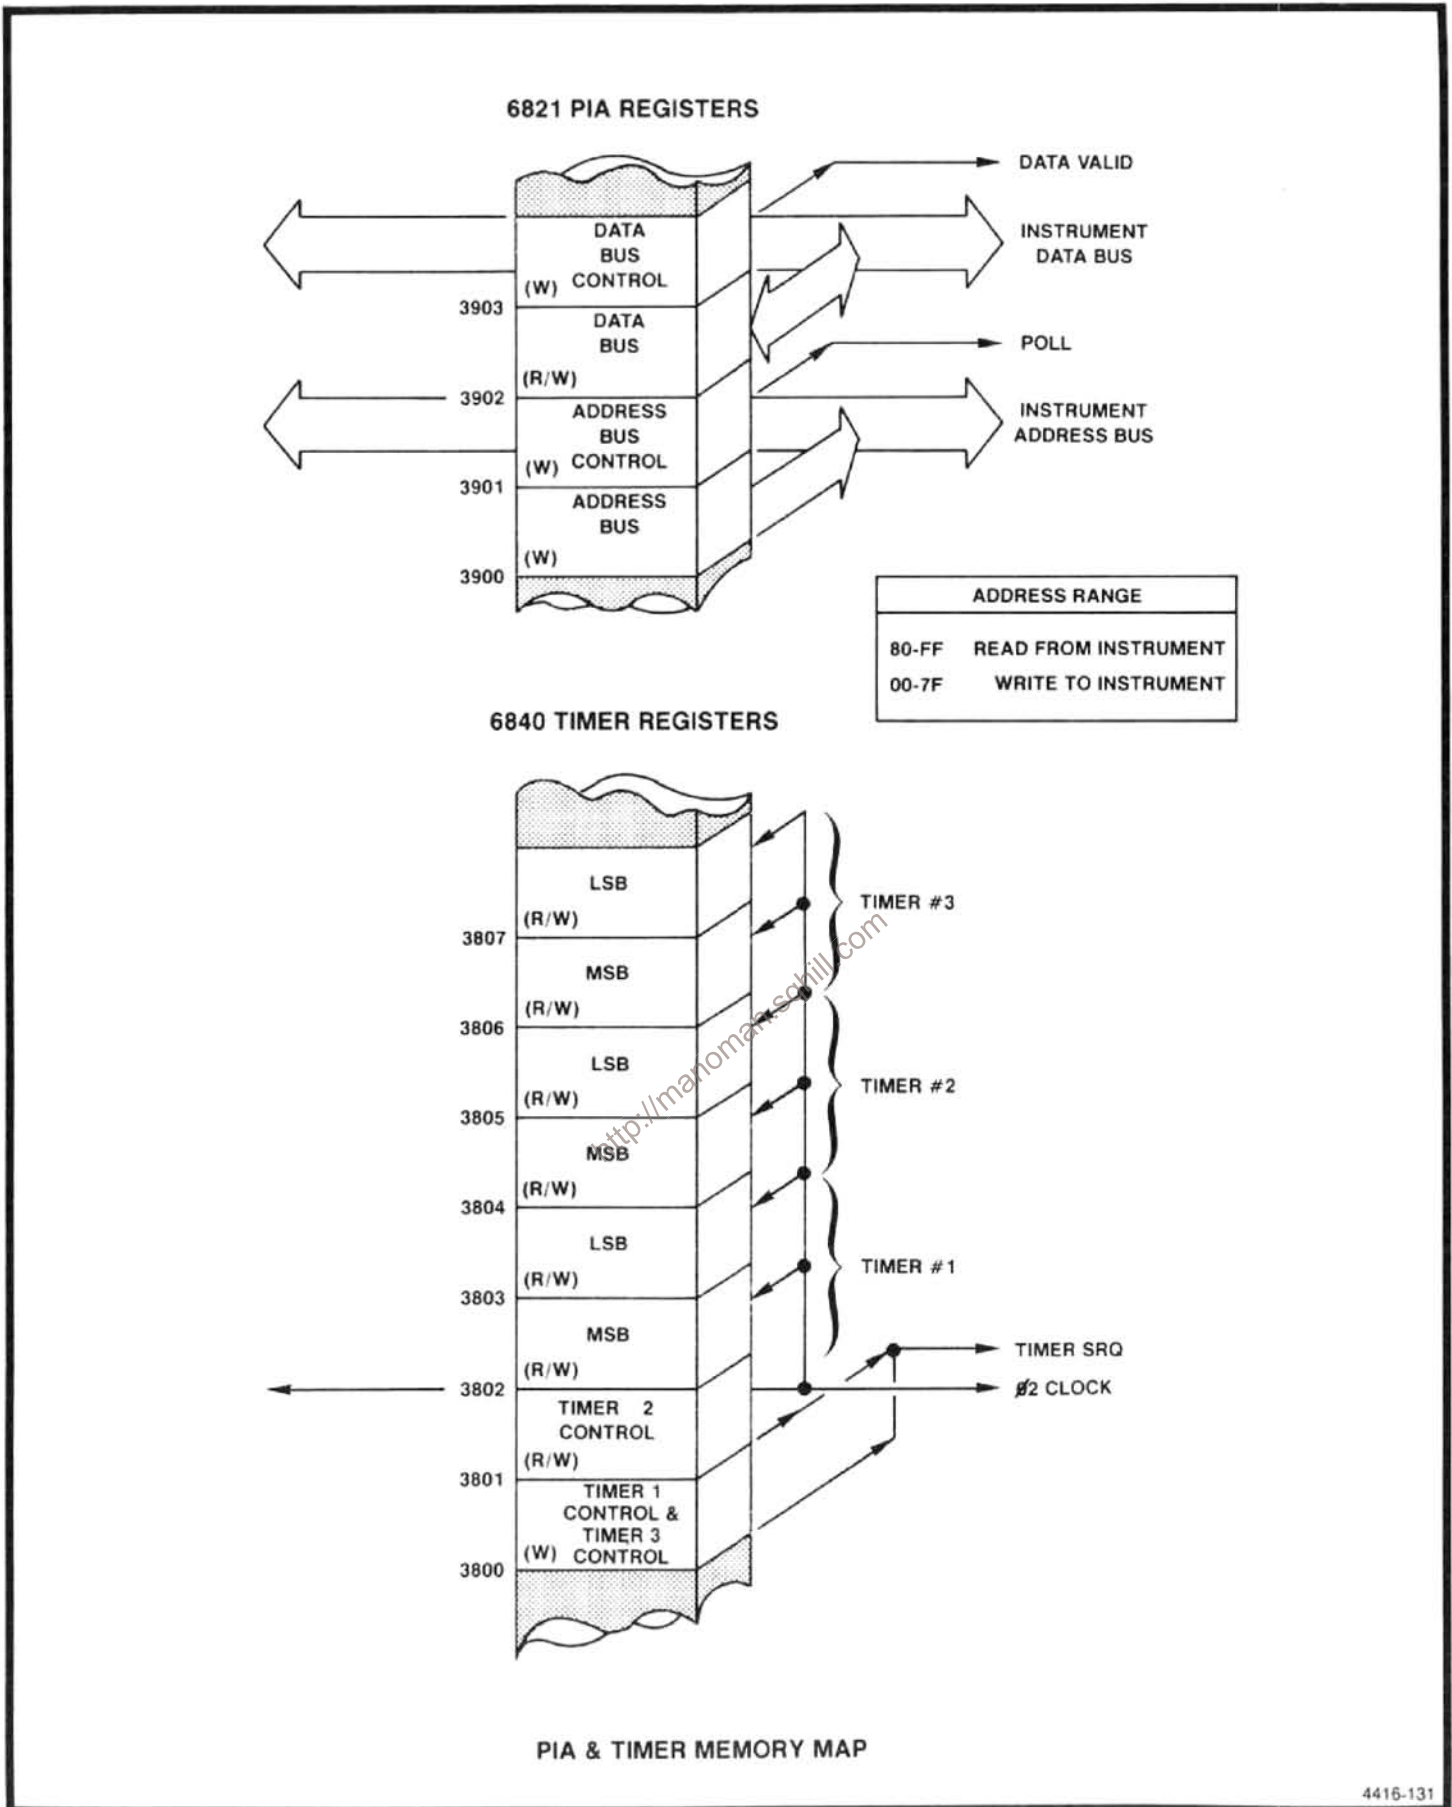 6821 PIA REGISTERS
DATA VALID
DATA
BUS
(W) CONTROL
INSTRUMENT
DATA BUS
3903
DATA
BUS
(R/W)
POLL
3902
ADDRESS
BUS
(W) CONTROL
INSTRUMENT
ADDRESS BUS
3901
ADDRESS
BUS
(W)
3900
ADDRESS RANGE
80-FF READ FROM INSTRUMENT
00-7F WRITE TO INSTRUMENT
6840 TIMER REGISTERS
LSB
(R/W)
TIMER #3
3807
MSB
(R/W)
3806
LSB
(R/W)
TIMER #2
3805
MSB
(R/W)
3804
LSB
(R/W)
TIMER #1
3803
MSB
(R/W)
TIMER SRQ
3802
Ø2 CLOCK
TIMER 2
CONTROL
(R/W)
3801
TIMER 1
CONTROL &
TIMER 3
(W) CONTROL
3800
http://manoman.sqhill.com
PIA & TIMER MEMORY MAP
4416-131